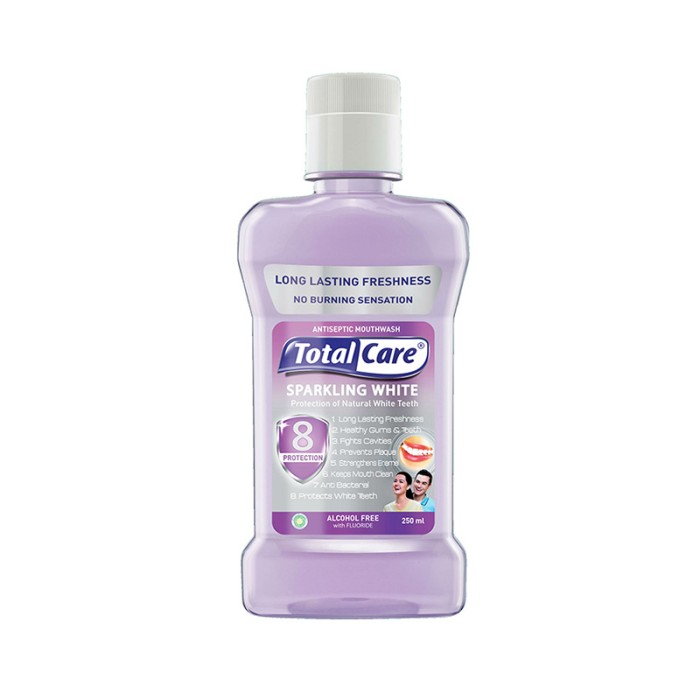 LONG LASTING FRESHNESS
NO BURNING SENSATION
ANTISEPTIC MOUTHWASH
Total Care®
SPARKLING WHITE
Protection of Natural White Teeth
8
PROTECTION
1. Long Lasting Freshness
2. Healthy Gums & Teeth
3. Fights Cavities
4. Prevents Plaque
5. Strengthens Enamel
6. Keeps Mouth Clean
7. Anti Bacterial
8. Protects White Teeth
ALCOHOL FREE
with FLUORIDE
250 ml